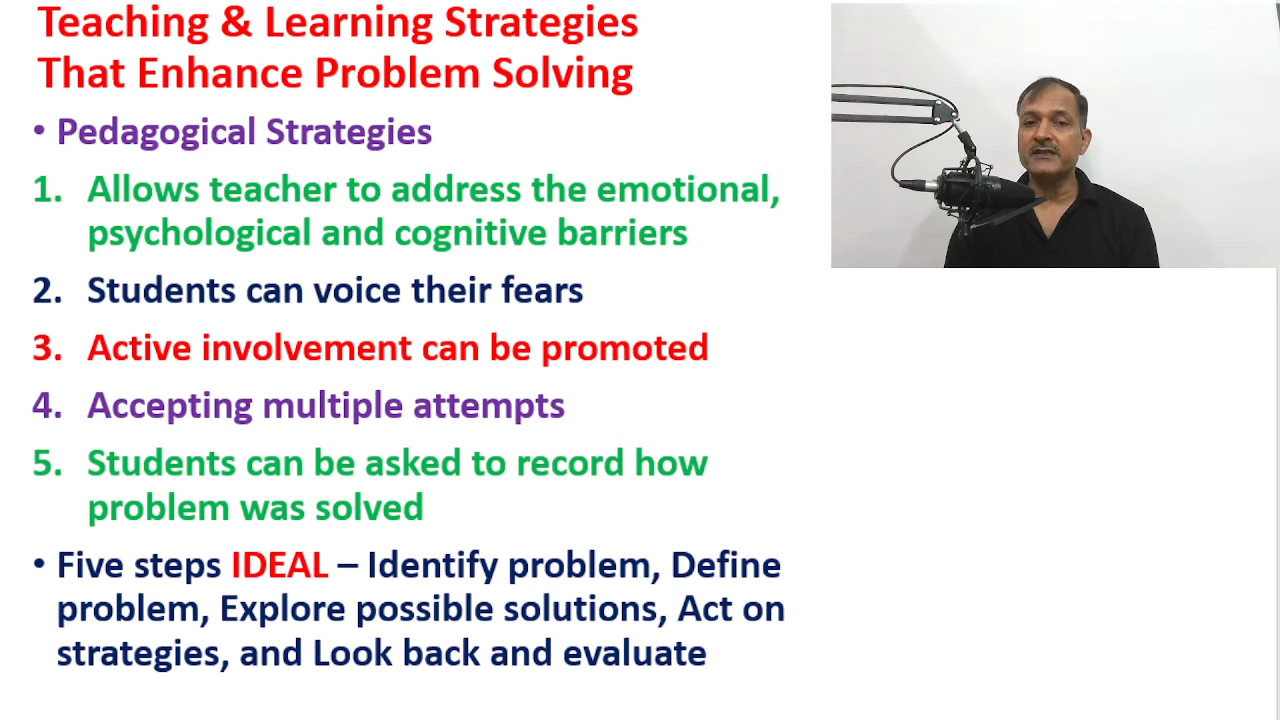 Teaching & Learning Strategies
That Enhance Problem Solving
• Pedagogical Strategies
1. Allows teacher to address the emotional,
psychological and cognitive barriers
2. Students can voice their fears
3. Active involvement can be promoted
4. Accepting multiple attempts
5. Students can be asked to record how
problem was solved
• Five steps IDEAL – Identify problem, Define
problem, Explore possible solutions, Act on
strategies, and Look back and evaluate